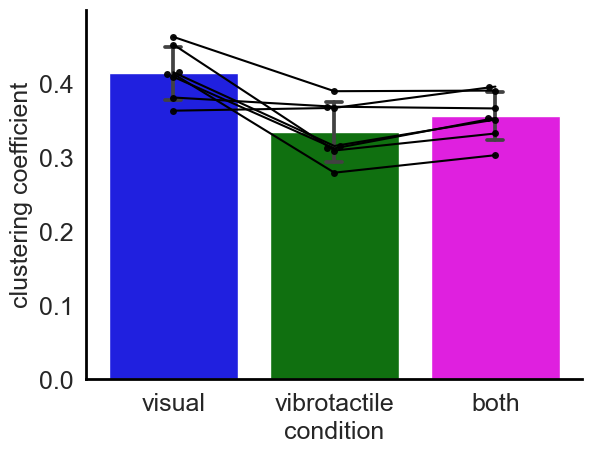 clustering coefficient
0.4
0.3
0.2
0.1
0.0
visual vibrotactile both
condition